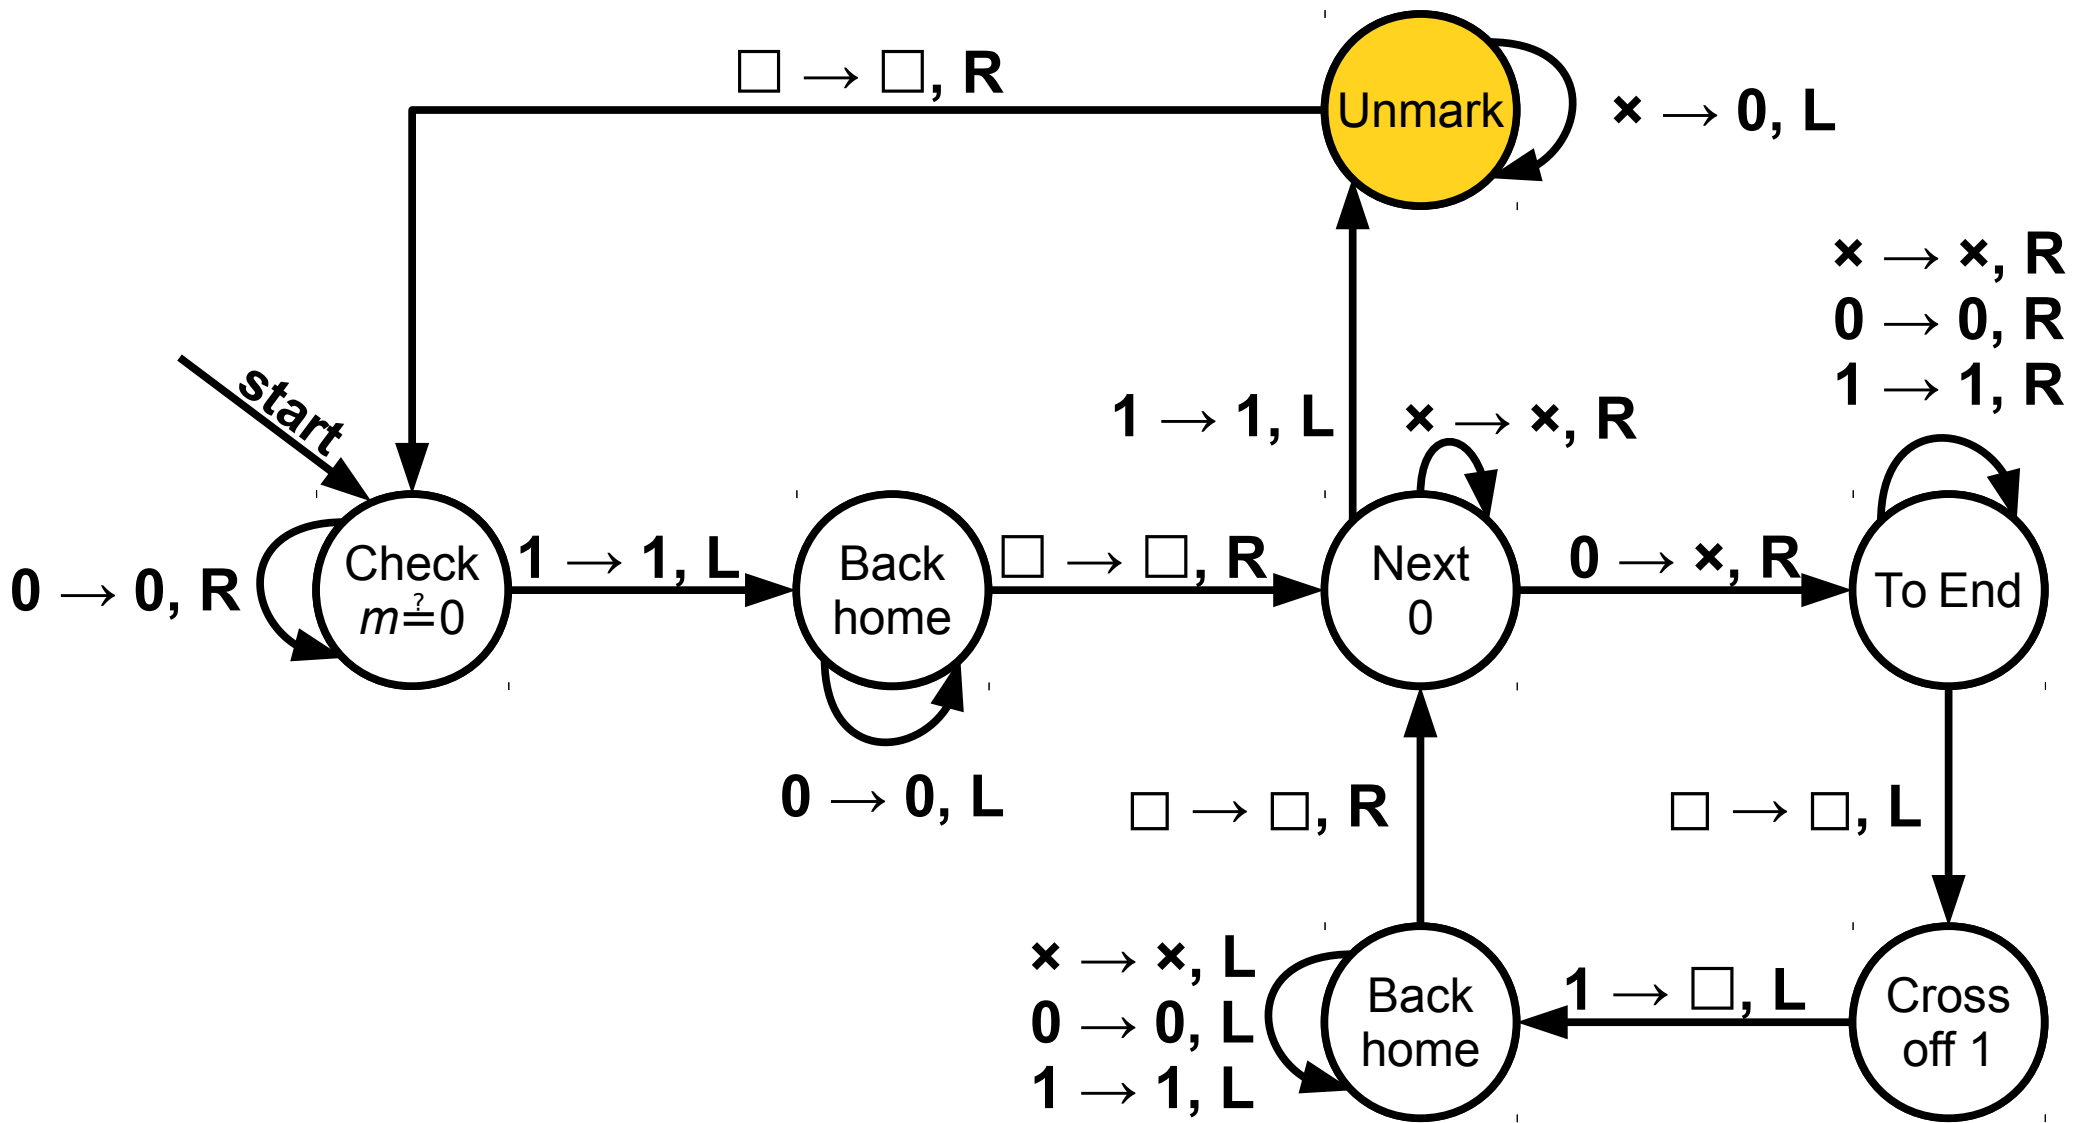 □ → □, R
Unmark
× → 0, L
× → ×, R
0 → 0, R
1 → 1, R
start
1 → 1, L
× → ×, R
0 → 0, R
Check
m≟0
1 → 1, L
Back
home
□ → □, R
Next
0
0 → ×, R
To End
0 → 0, L
□ → □, R
□ → □, L
× → ×, L
0 → 0, L
1 → 1, L
Back
home
1 → □, L
Cross
off 1